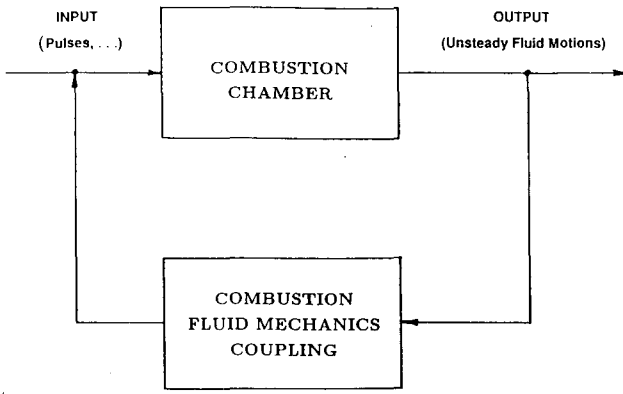 INPUT
(Pulses, ...)
OUTPUT
(Unsteady Fluid Motions)
COMBUSTION
CHAMBER
COMBUSTION
FLUID MECHANICS
COUPLING